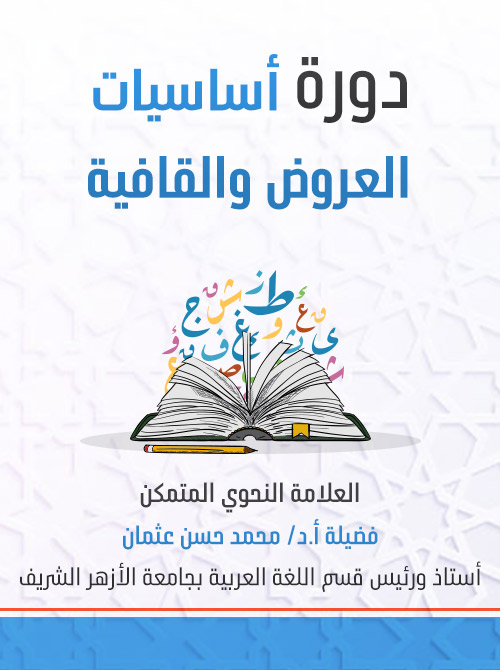 دورة أساسيات
العروض والقافية
العلامة النحوي المتمكن
فضيلة أ.د/ محمد حسن عثمان
أستاذ ورئيس قسم اللغة العربية بجامعة الأزهر الشريف